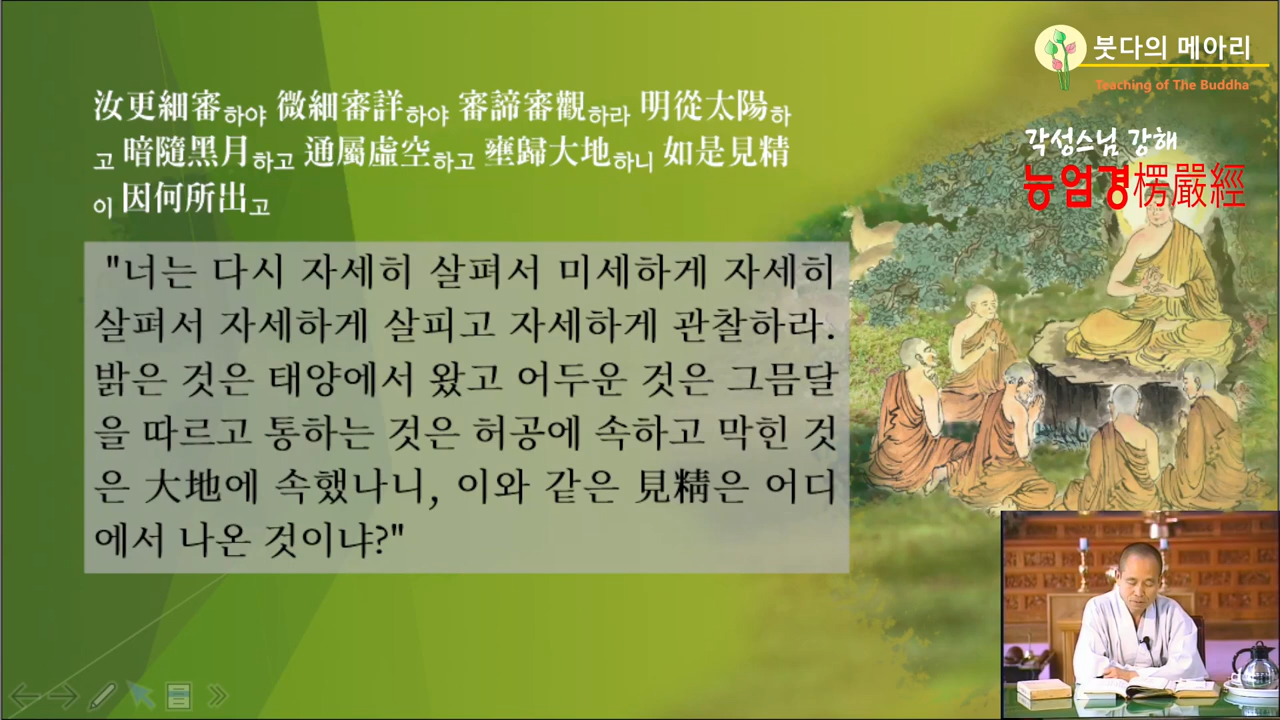 붓다의 메아리
Teaching of The Buddha
각성스님 강해
능엄경楞嚴經
汝更細審하야 微細審詳하야 審諦審觀하라 明從太陽하
고 暗隨黑月하고 通屬虛空하고 壅歸大地하니 如是見精
이 因何所出고
"너는 다시 자세히 살펴서 미세하게 자세히
살펴서 자세하게 살피고 자세하게 관찰하라.
밝은 것은 태양에서 왔고 어두운 것은 그믐달
을 따르고 통하는 것은 허공에 속하고 막힌 것
은 大地에 속했나니, 이와 같은 見精은 어디
에서 나온 것이냐?"